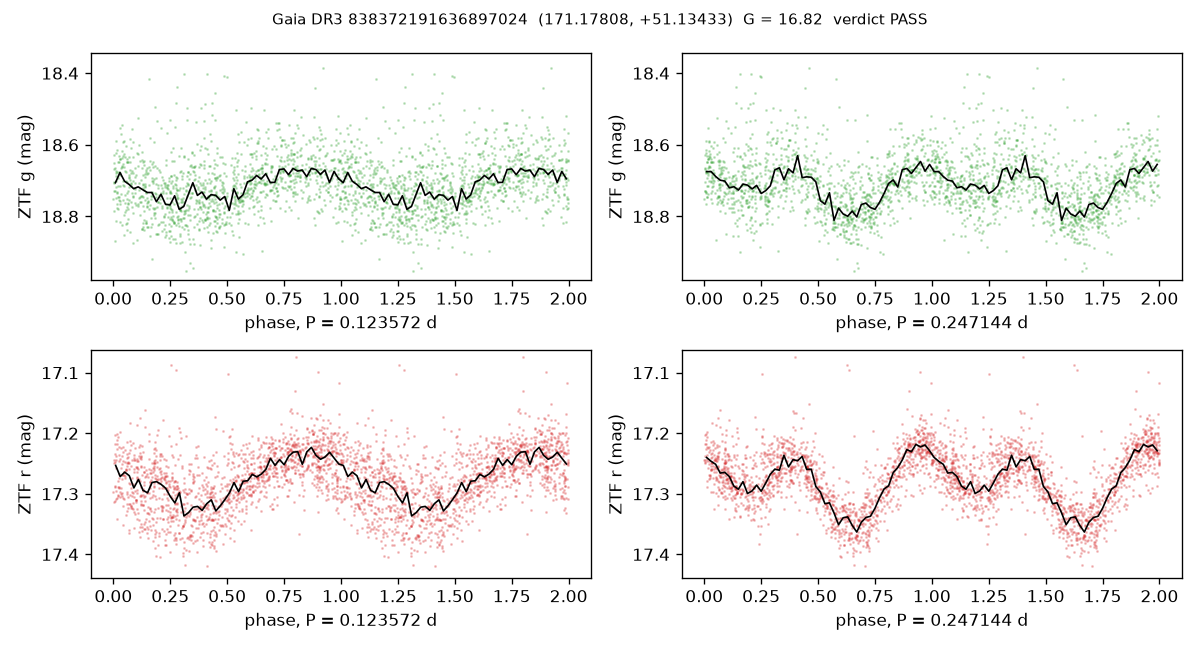 Gaia DR3 838372191636897024 (171.17808, +51.13433) G = 16.82 verdict PASS
ZTF g (mag)
18.4
18.6
18.8
0.00 0.25 0.50 0.75 1.00 1.25 1.50 1.75 2.00
phase, P = 0.123572 d
ZTF g (mag)
18.4
18.6
18.8
0.00 0.25 0.50 0.75 1.00 1.25 1.50 1.75 2.00
phase, P = 0.247144 d
ZTF r (mag)
17.1
17.2
17.3
17.4
0.00 0.25 0.50 0.75 1.00 1.25 1.50 1.75 2.00
phase, P = 0.123572 d
ZTF r (mag)
17.1
17.2
17.3
17.4
0.00 0.25 0.50 0.75 1.00 1.25 1.50 1.75 2.00
phase, P = 0.247144 d